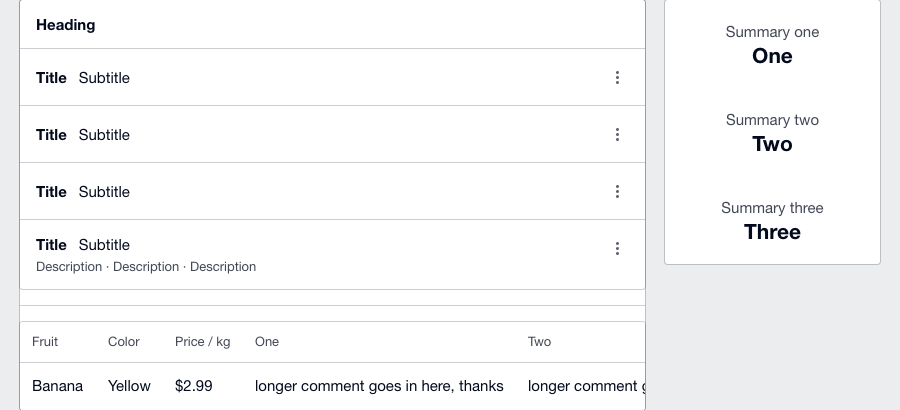 Heading
Title Subtitle
Title Subtitle
Title Subtitle
Title Subtitle
Description · Description · Description
Fruit Color Price / kg One Two
Banana Yellow $2.99 longer comment goes in here, thanks longer comment
Summary one
One
Summary two
Two
Summary three
Three